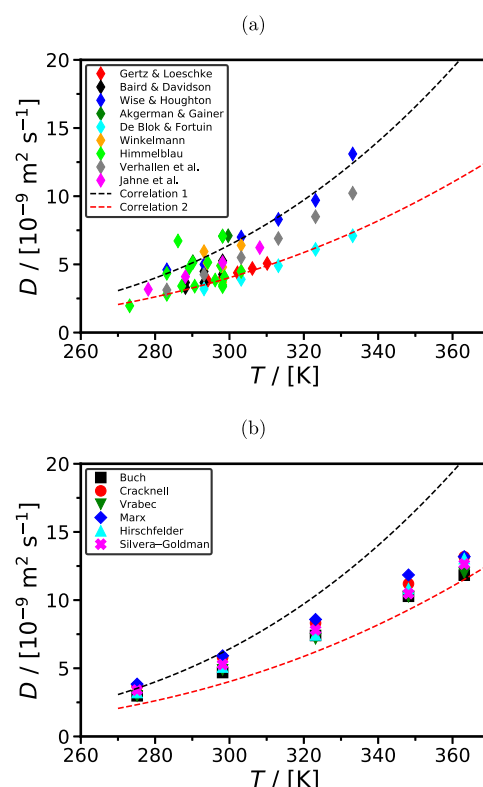 (a)
20
15
10
5
0
D / [10⁻⁹ m² s⁻¹]
Gertz & Loeschke
Baird & Davidson
Wise & Houghton
Akgerman & Gainer
De Blok & Fortuin
Winkelmann
Himmelblau
Verhallen et al.
Jahne et al.
Correlation 1
Correlation 2
260 280 300 320 340 360
T / [K]
(b)
20
15
10
5
0
D / [10⁻⁹ m² s⁻¹]
Buch
Cracknell
Vrabec
Marx
Hirschfelder
Silvera−Goldman
260 280 300 320 340 360
T / [K]